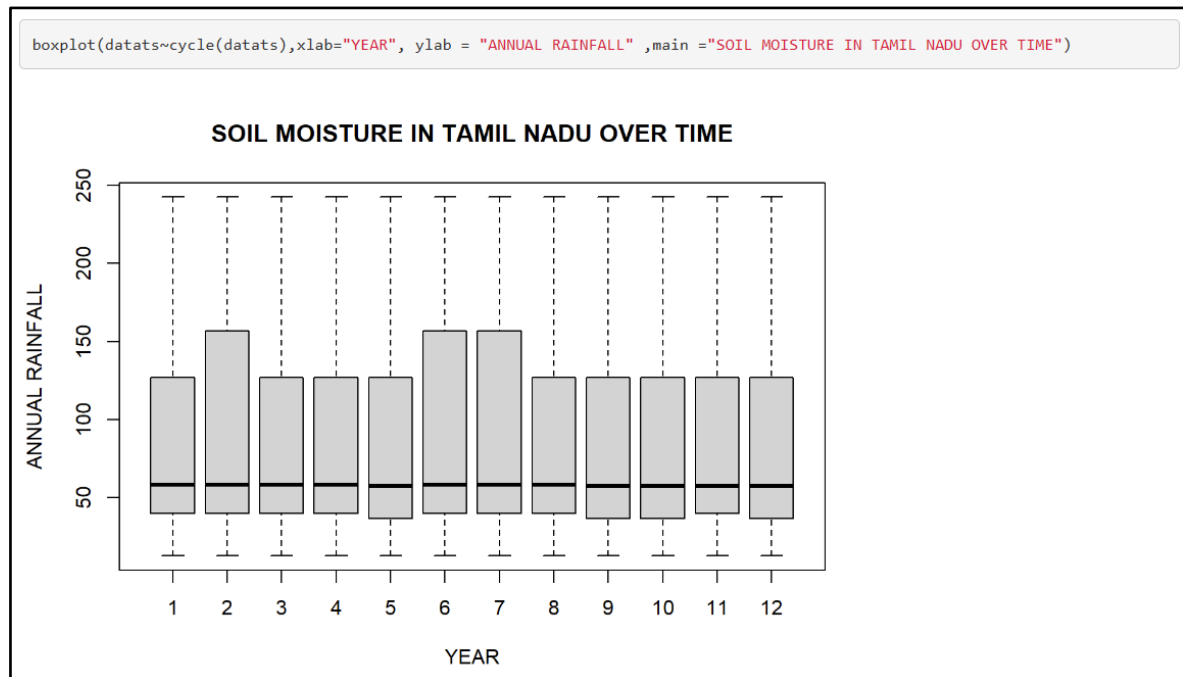 boxplot(datats~cycle(datats),xlab="YEAR", ylab = "ANNUAL RAINFALL" ,main ="SOIL MOISTURE IN TAMIL NADU OVER TIME")
SOIL MOISTURE IN TAMIL NADU OVER TIME
ANNUAL RAINFALL
250
200
150
100
50
1 2 3 4 5 6 7 8 9 10 11 12
YEAR